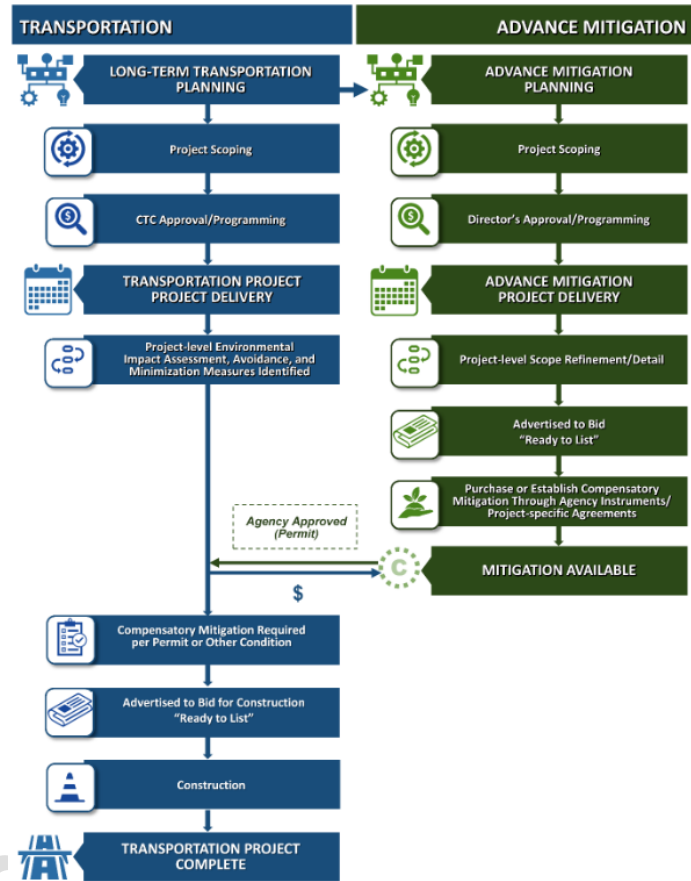 TRANSPORTATION
ADVANCE MITIGATION
LONG-TERM TRANSPORTATION
PLANNING
Project Scoping
CTC Approval/Programming
TRANSPORTATION PROJECT
PROJECT DELIVERY
Project-level Environmental
Impact Assessment, Avoidance, and
Minimization Measures Identified
ADVANCE MITIGATION
PLANNING
Project Scoping
Director's Approval/Programming
ADVANCE MITIGATION
PROJECT DELIVERY
Project-level Scope Refinement/Detail
Advertised to Bid
“Ready to List”
Purchase or Establish Compensatory
Mitigation Through Agency Instruments/
Project-specific Agreements
Agency Approved
(Permit)
C
MITIGATION AVAILABLE
$
Compensatory Mitigation Required
per Permit or Other Condition
Advertised to Bid for Construction
“Ready to List”
Construction
TRANSPORTATION PROJECT
COMPLETE